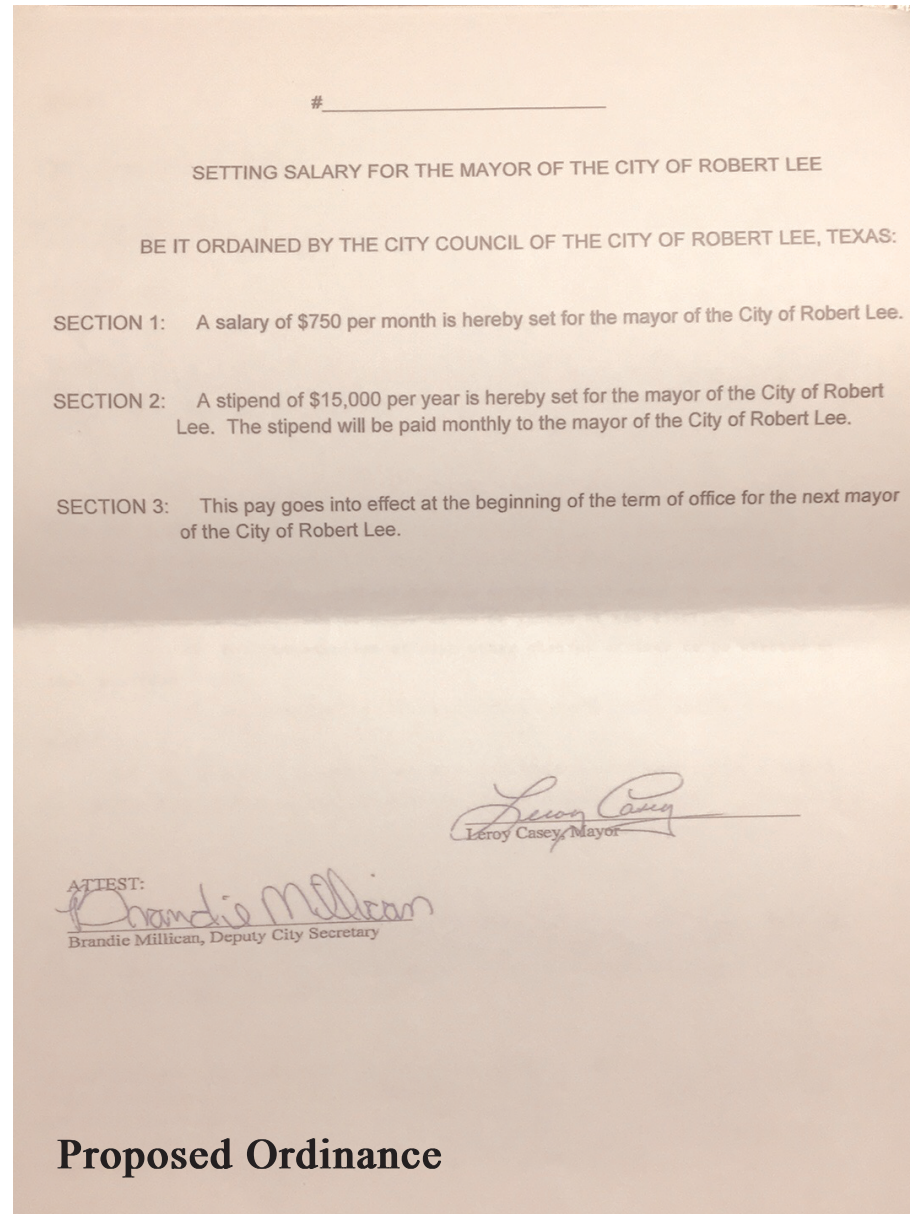 #
SETTING SALARY FOR THE MAYOR OF THE CITY OF ROBERT LEE
BE IT ORDAINED BY THE CITY COUNCIL OF THE CITY OF ROBERT LEE, TEXAS:
SECTION 1: A salary of $750 per month is hereby set for the mayor of the City of Robert Lee.
SECTION 2: A stipend of $15,000 per year is hereby set for the mayor of the City of Robert
Lee. The stipend will be paid monthly to the mayor of the City of Robert Lee.
SECTION 3: This pay goes into effect at the beginning of the term of office for the next mayor
of the City of Robert Lee.
Leroy Casey
Leroy Casey, Mayor
ATTEST:
Brandie Millican
Brandie Millican, Deputy City Secretary
Proposed Ordinance